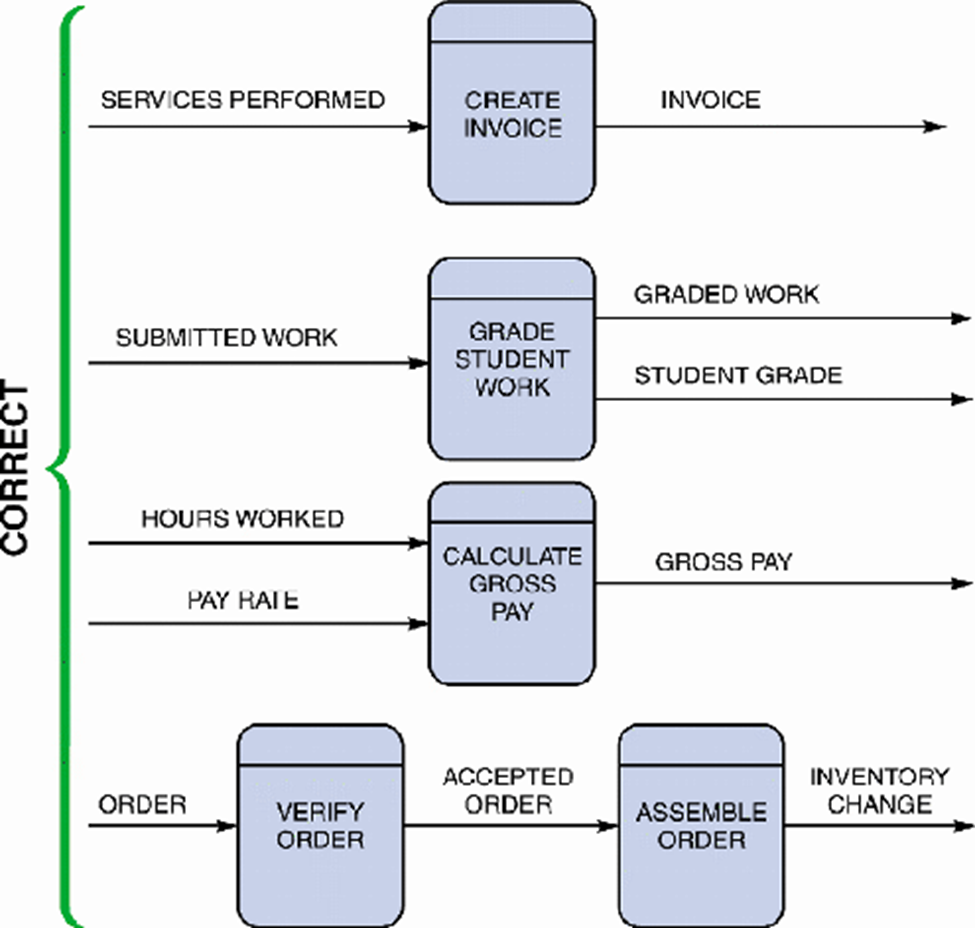 CORRECT
SERVICES PERFORMED
CREATE
INVOICE
INVOICE
SUBMITTED WORK
GRADE
STUDENT
WORK
GRADED WORK
STUDENT GRADE
HOURS WORKED
PAY RATE
CALCULATE
GROSS
PAY
GROSS PAY
ORDER
VERIFY
ORDER
ACCEPTED
ORDER
ASSEMBLE
ORDER
INVENTORY
CHANGE